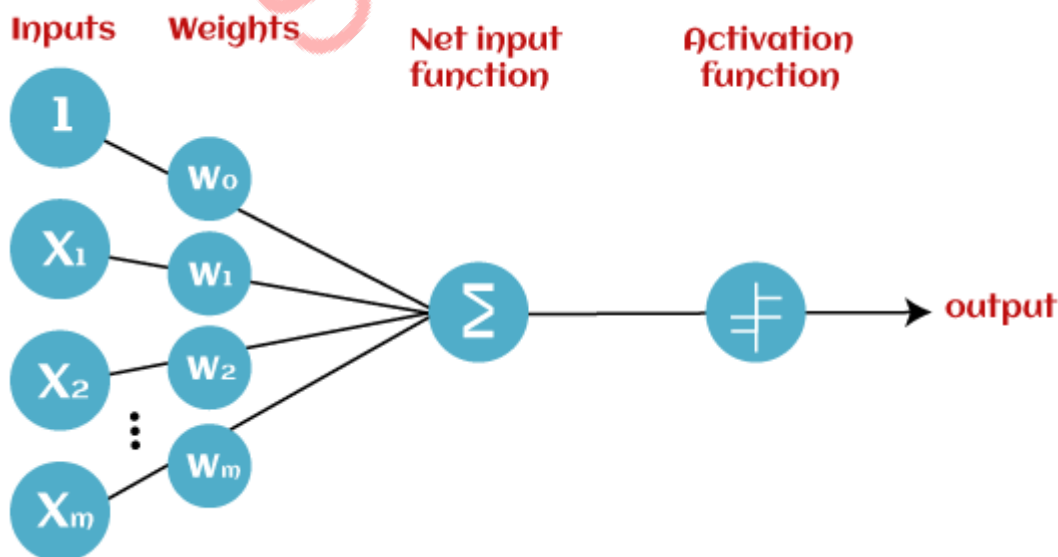 Inputs
Weights
Net input
function
Activation
function
1
X1
X2
Xm
w0
w1
w2
wm
Σ
output